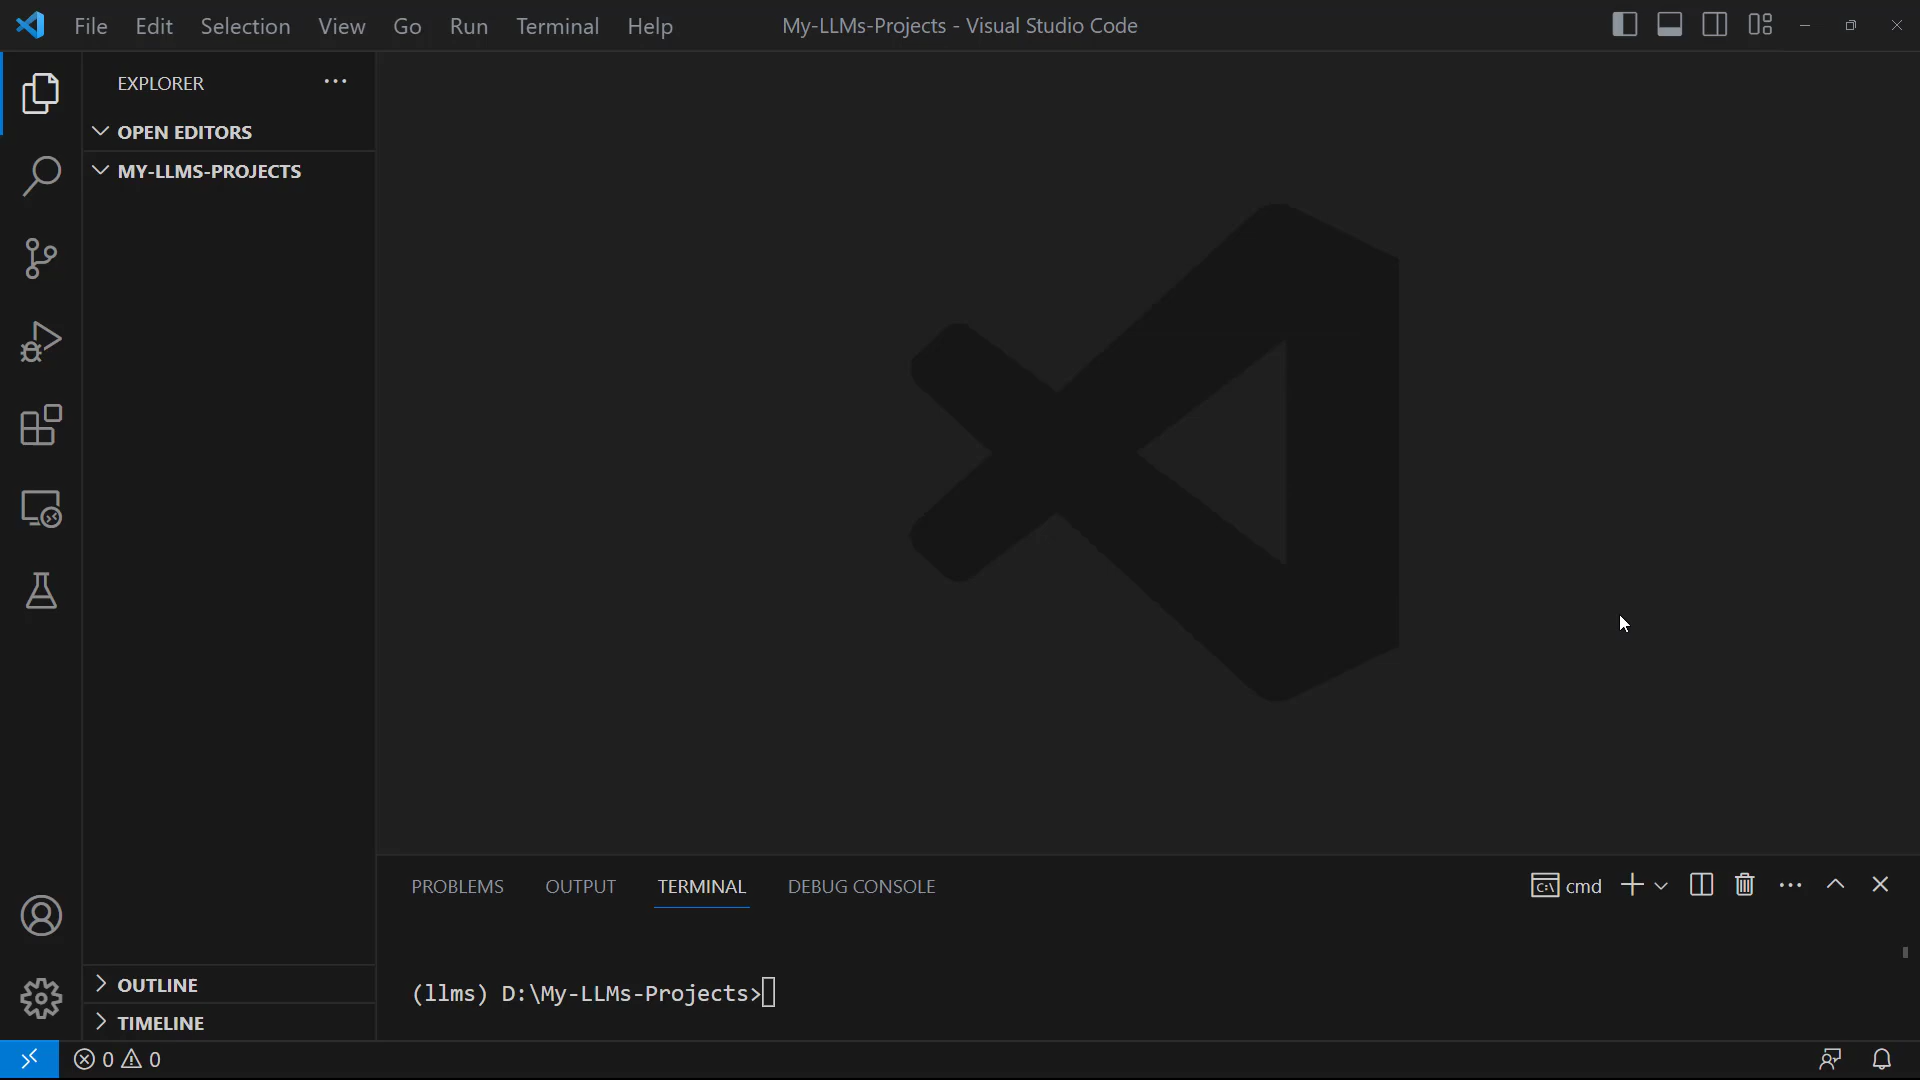 File Edit Selection View Go Run Terminal Help My-LLMs-Projects - Visual Studio Code
EXPLORER
OPEN EDITORS
MY-LLMS-PROJECTS
PROBLEMS OUTPUT TERMINAL DEBUG CONSOLE cmd
(llms) D:\My-LLMs-Projects>
OUTLINE
TIMELINE
0 0